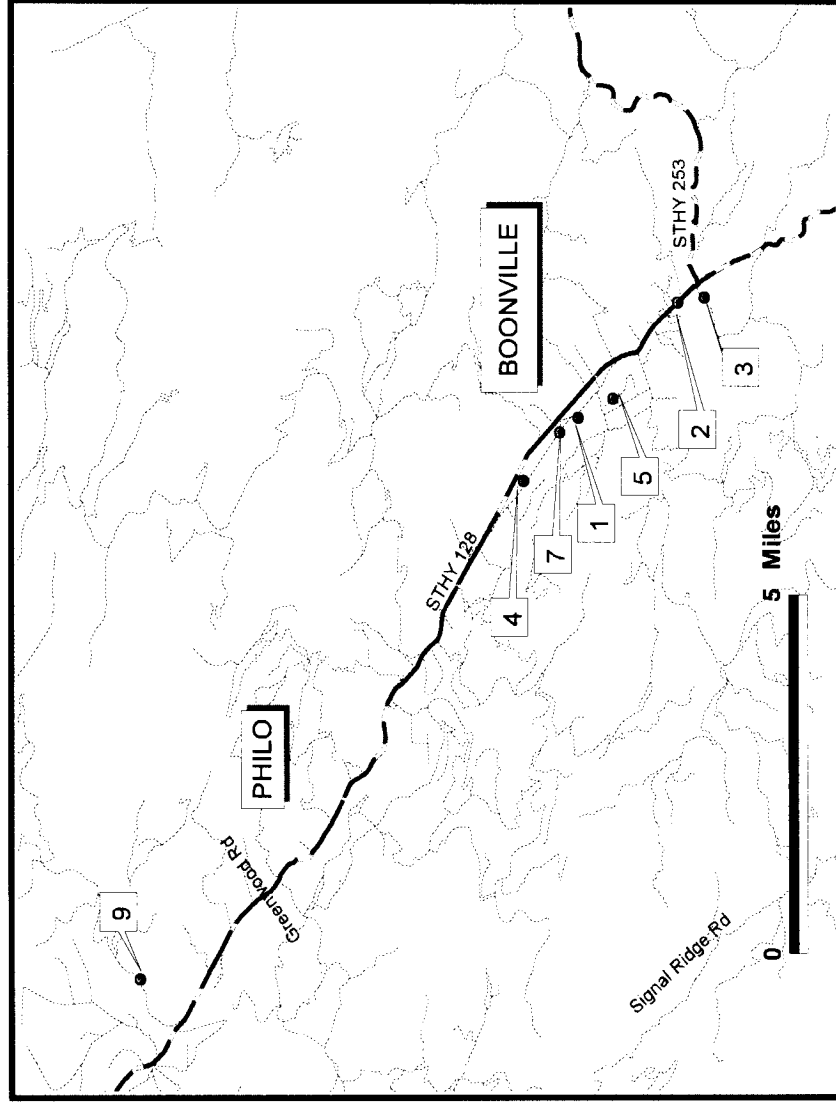 9
PHILO
Greenwood Rd
STHY 128
BOONVILLE
4
7
1
5
2
3
STHY 253
Signal Ridge Rd
0
5 Miles